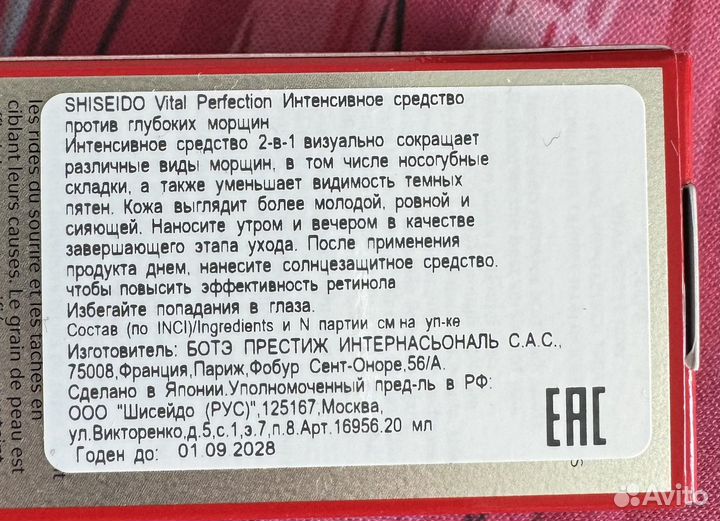 SHISEIDO Vital Perfection Интенсивное средство
против глубоких морщин
Интенсивное средство 2-в-1 визуально сокращает
различные виды морщин, в том числе носогубные
складки, а также уменьшает видимость темных
пятен. Кожа выглядит более молодой, ровной и
сияющей. Наносите утром и вечером в качестве
завершающего этапа ухода. После применения
продукта днем, нанесите солнцезащитное средство.
чтобы повысить эффективность ретинола
Избегайте попадания в глаза.
Состав (по INCI)/Ingredients и N партии см на уп-ке
Изготовитель: БОТЭ ПРЕСТИЖ ИНТЕРНАСЬОНАЛЬ С.А.С.,
75008,Франция,Париж,Фобур Сент-Оноре,56/А.
Сделано в Японии.Уполномоченный пред-ль в РФ:
ООО "Шисейдо (РУС)",125167,Москва,
ул.Викторенко,д.5,с.1,э.7,п.8.Арт.16956.20 мл
Годен до: 01.09 2028
EAC
les rides du sourire et les taches en
ciblant leurs causes. Le grain de peau est
Avito